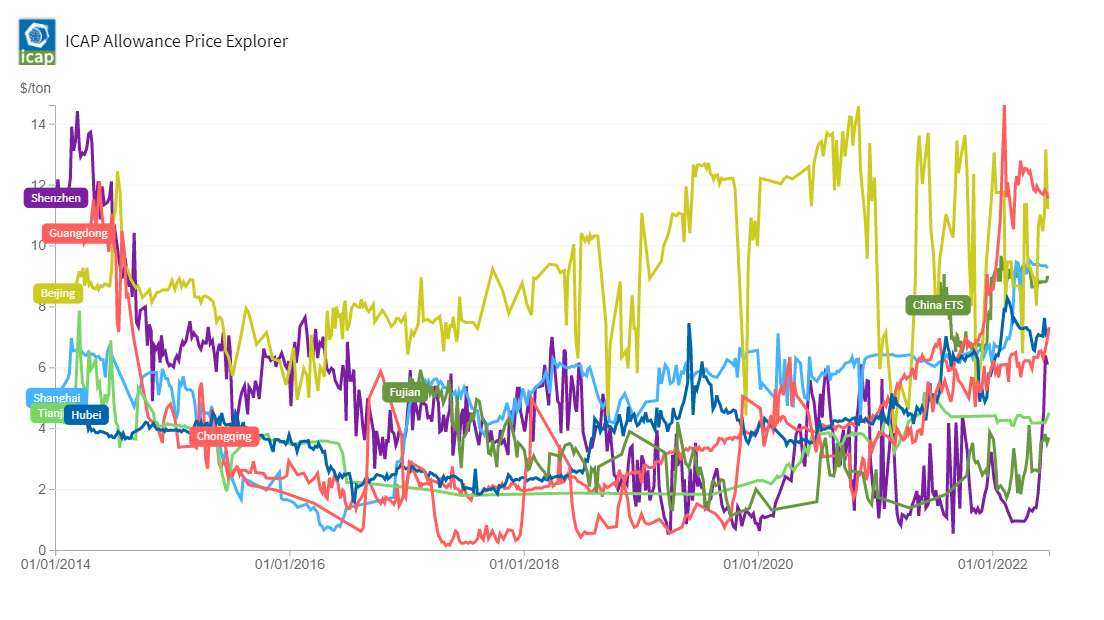 icap
ICAP Allowance Price Explorer
$/ton
14
12
Shenzhen
Guangdong
10
Beijing
China ETS
8
6
Fujian
Shanghai
Hubei
4
Chongqing
2
0
01/01/2014
01/01/2016
01/01/2018
01/01/2020
01/01/2022